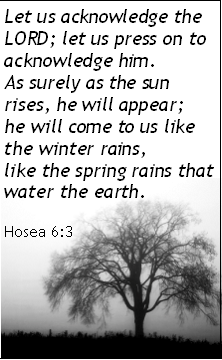 Let us acknowledge the
LORD; let us press on to
acknowledge him.
As surely as the sun
rises, he will appear;
he will come to us like
the winter rains,
like the spring rains that
water the earth.
Hosea 6:3